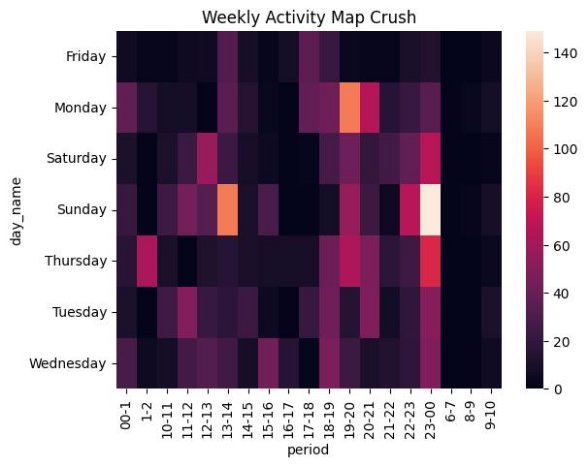 Weekly Activity Map Crush
day_name
Friday
Monday
Saturday
Sunday
Thursday
Tuesday
Wednesday
00-1
1-2
10-11
11-12
12-13
13-14
14-15
15-16
16-17
17-18
18-19
19-20
20-21
21-22
22-23
23-00
6-7
8-9
9-10
period
140
120
100
80
60
40
20
0